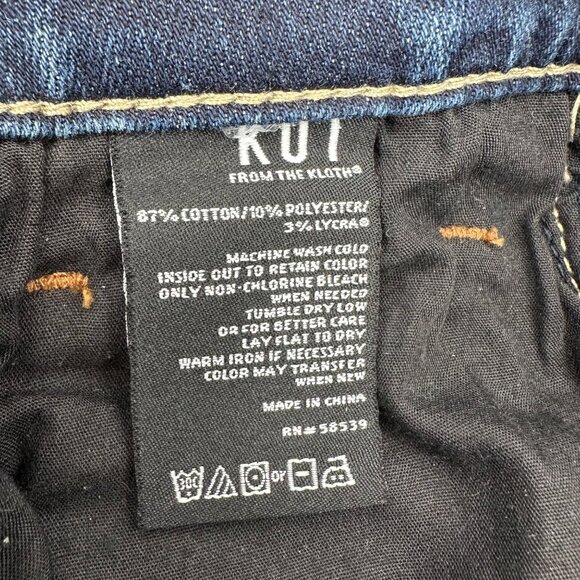 KUT
FROM THE KLOTH®
87% COTTON/10% POLYESTER/
3% LYCRA®
MACHINE WASH COLD
INSIDE OUT TO RETAIN COLOR
ONLY NON-CHLORINE BLEACH
WHEN NEEDED
TUMBLE DRY LOW
OR FOR BETTER CARE
LAY FLAT TO DRY
WARM IRON IF NECESSARY
COLOR MAY TRANSFER
WHEN NEW
MADE IN CHINA
RN# 58539
30C or